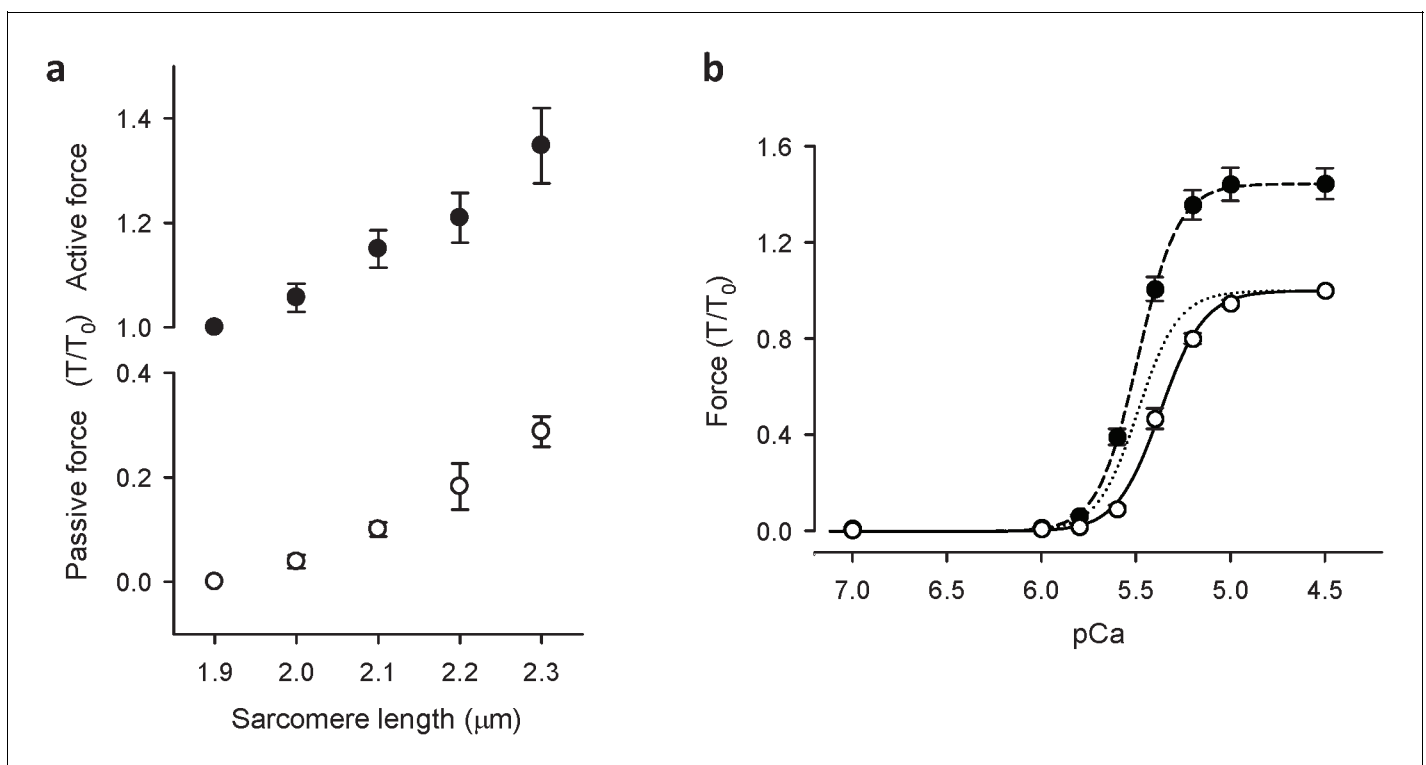 a
Active force
Passive force (T/T0)
1.4
1.2
1.0
0.4
0.2
0.0
1.9 2.0 2.1 2.2 2.3
Sarcomere length (μm)
b
Force (T/T0)
1.6
1.2
0.8
0.4
0.0
7.0 6.5 6.0 5.5 5.0 4.5
pCa